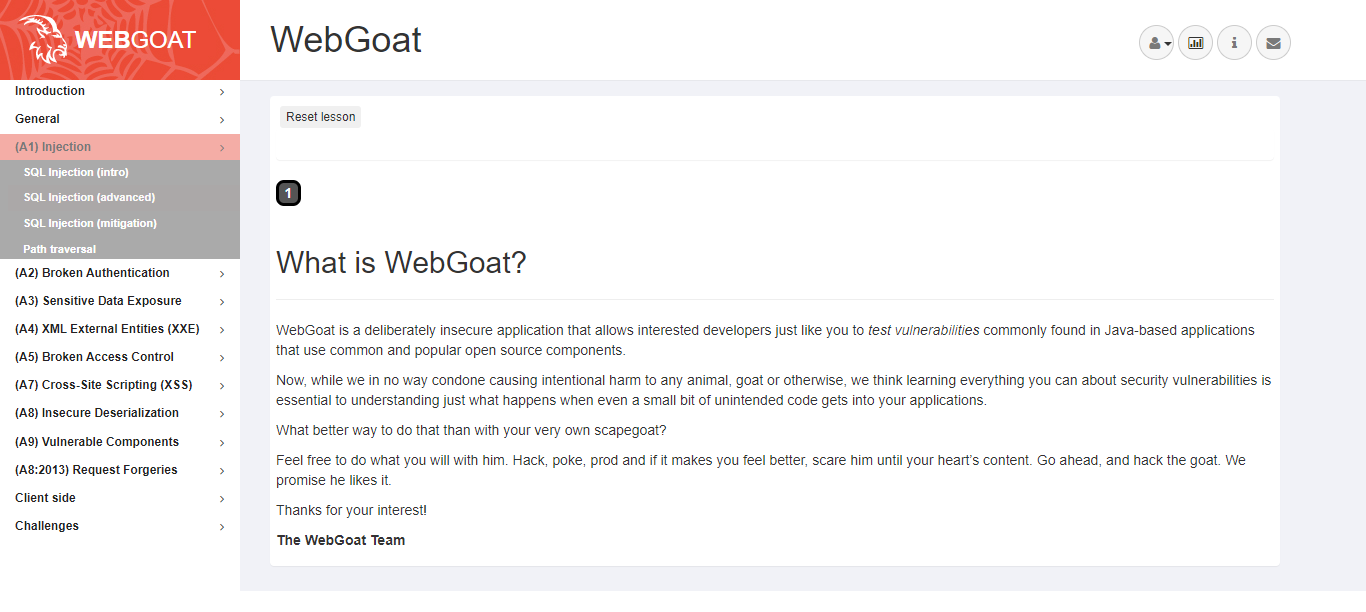 WEBGOAT
WebGoat
Introduction
General
(A1) Injection
SQL Injection (intro)
SQL Injection (advanced)
SQL Injection (mitigation)
Path traversal
(A2) Broken Authentication
(A3) Sensitive Data Exposure
(A4) XML External Entities (XXE)
(A5) Broken Access Control
(A7) Cross-Site Scripting (XSS)
(A8) Insecure Deserialization
(A9) Vulnerable Components
(A8:2013) Request Forgeries
Client side
Challenges
Reset lesson
1
What is WebGoat?
WebGoat is a deliberately insecure application that allows interested developers just like you to test vulnerabilities commonly found in Java-based applications
that use common and popular open source components.
Now, while we in no way condone causing intentional harm to any animal, goat or otherwise, we think learning everything you can about security vulnerabilities is
essential to understanding just what happens when even a small bit of unintended code gets into your applications.
What better way to do that than with your very own scapegoat?
Feel free to do what you will with him. Hack, poke, prod and if it makes you feel better, scare him until your heart’s content. Go ahead, and hack the goat. We
promise he likes it.
Thanks for your interest!
The WebGoat Team